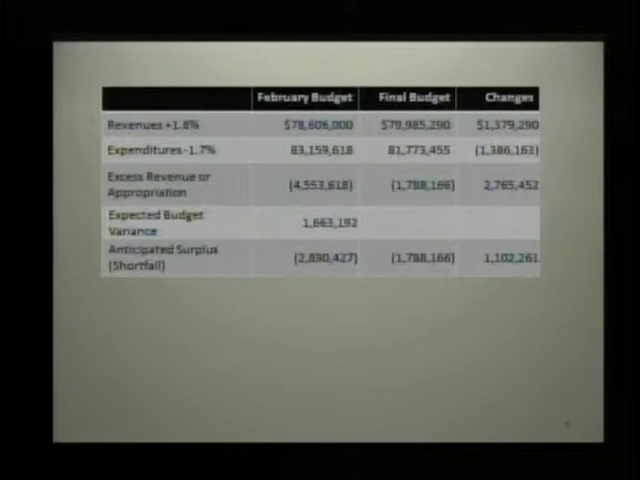 February Budget Final Budget Changes
Revenues +1.8% $78,606,000 $79,985,290 $1,379,290
Expenditures -1.7% 83,159,618 81,773,455 (1,386,163)
Excess Revenue or
Appropriation (4,553,618) (1,788,166) 2,765,452
Expected Budget
Variance 1,663,192
Anticipated Surplus
(Shortfall) (2,890,427) (1,788,166) 1,102,261